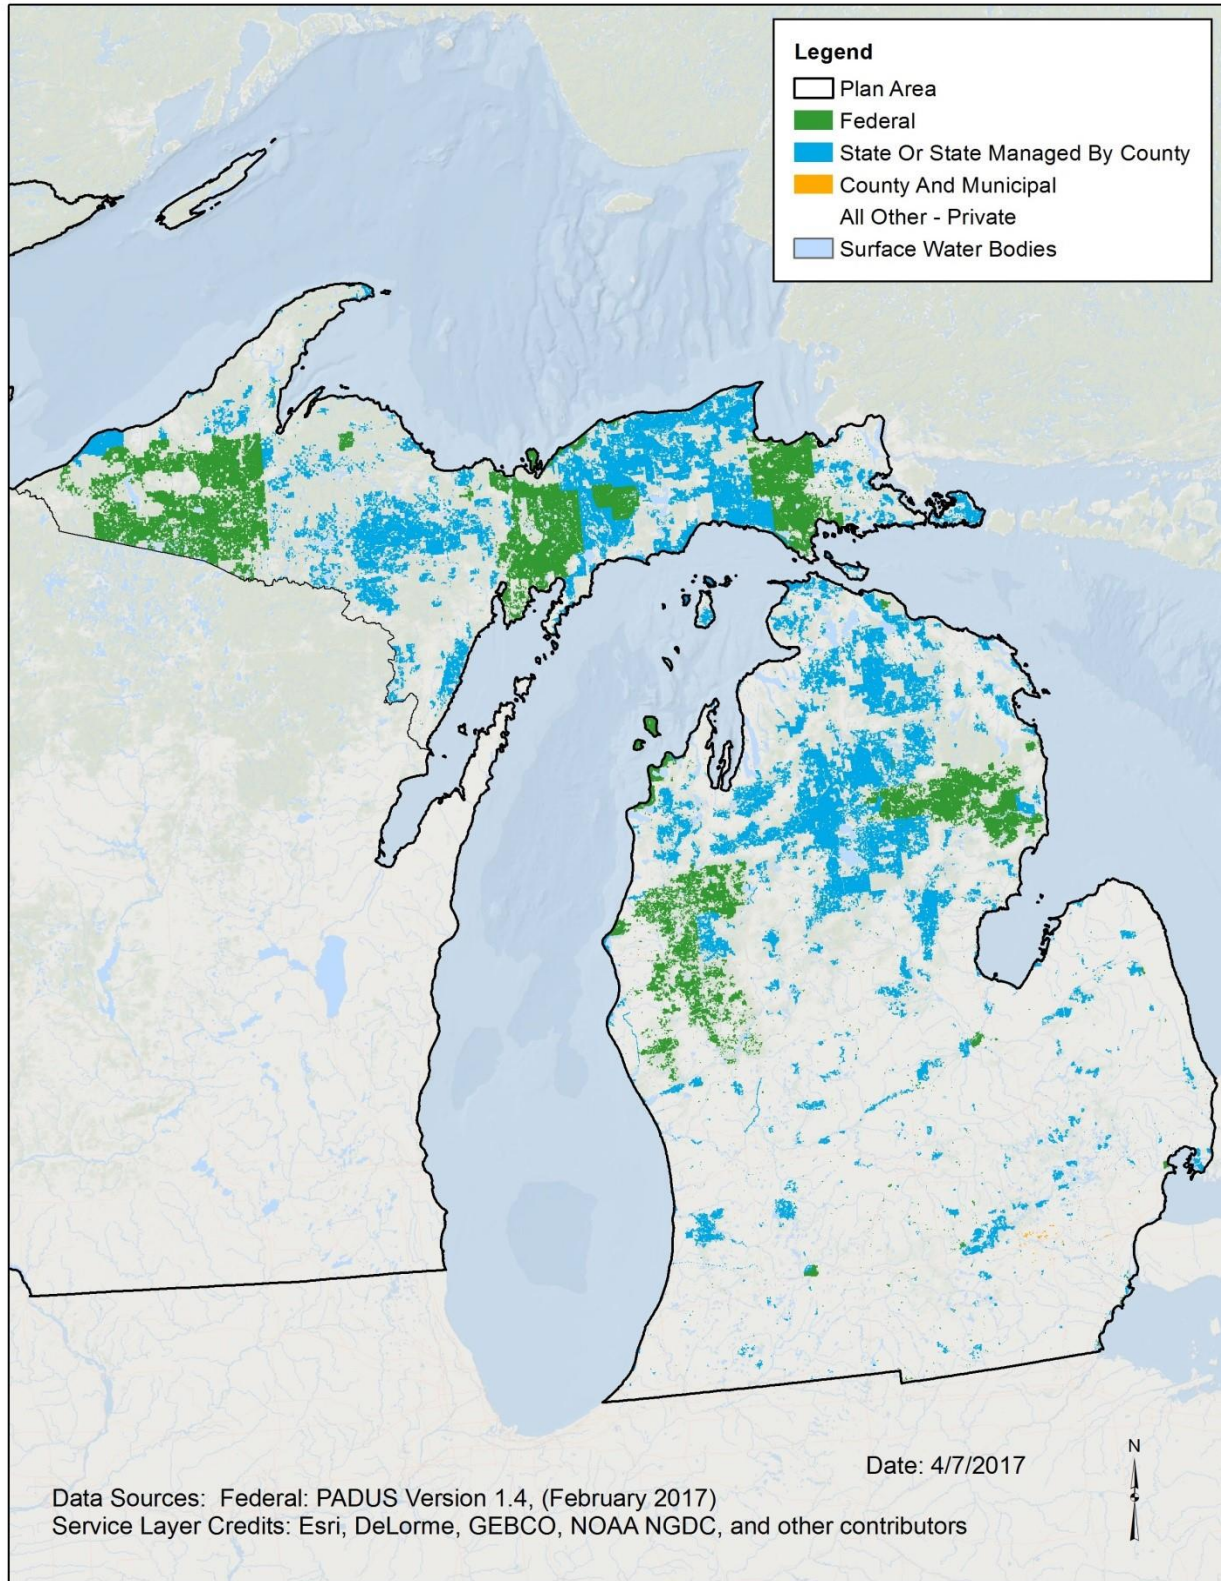 Legend
Plan Area
Federal
State Or State Managed By County
County And Municipal
All Other - Private
Surface Water Bodies
Date: 4/7/2017
N
Data Sources: Federal: PADUS Version 1.4, (February 2017)
Service Layer Credits: Esri, DeLorme, GEBCO, NOAA NGDC, and other contributors